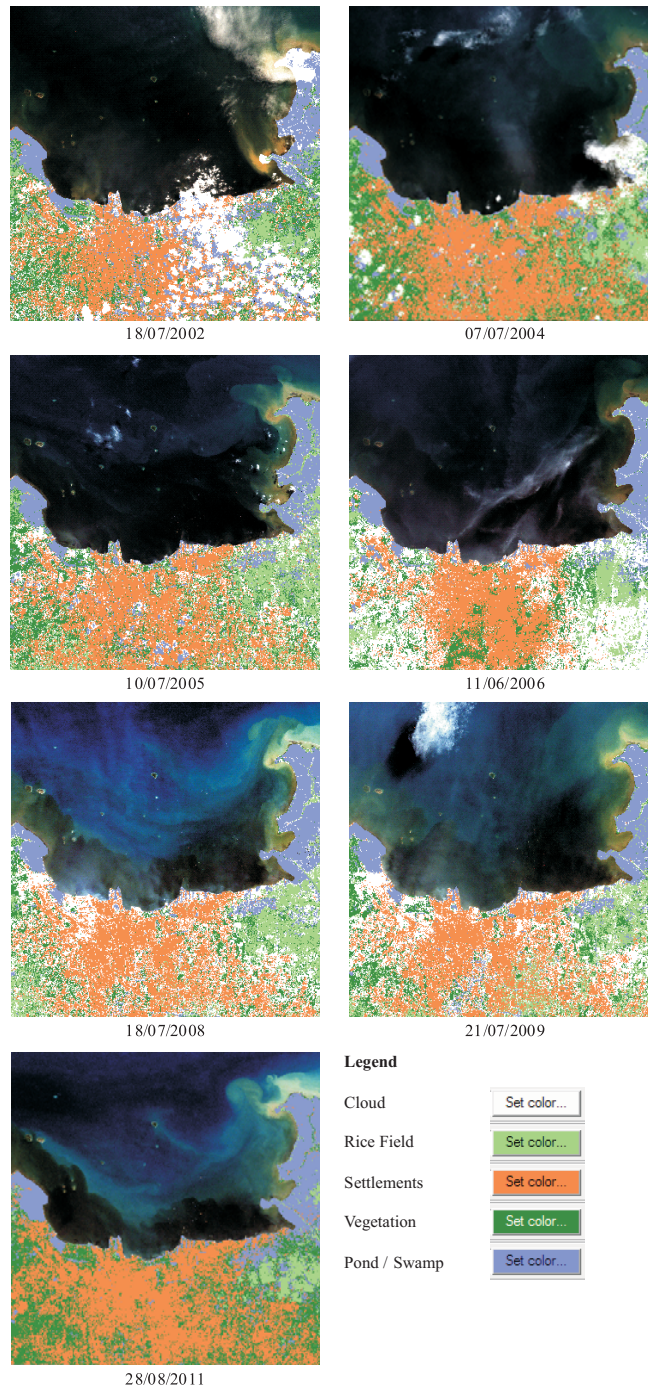 18/07/2002
07/07/2004
10/07/2005
11/06/2006
18/07/2008
21/07/2009
28/08/2011
Legend
Cloud Set color...
Rice Field Set color...
Settlements Set color...
Vegetation Set color...
Pond / Swamp Set color...